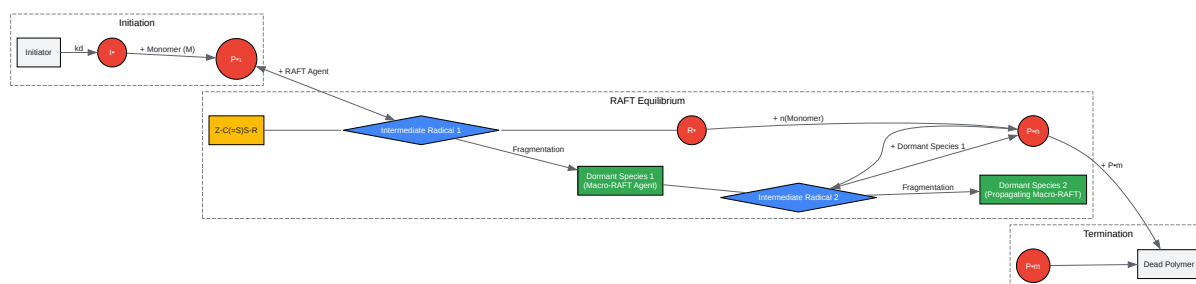 Initiation
Initiator
kd
I•
+ Monomer (M)
P•₁
+ RAFT Agent
RAFT Equilibrium
Z-C(=S)S-R
Intermediate Radical 1
R•
+ n(Monomer)
P•n
Fragmentation
+ Dormant Species 1
+ P•m
Dormant Species 1
(Macro-RAFT Agent)
Intermediate Radical 2
Fragmentation
Dormant Species 2
(Propagating Macro-RAFT)
Termination
P•m
Dead Polymer